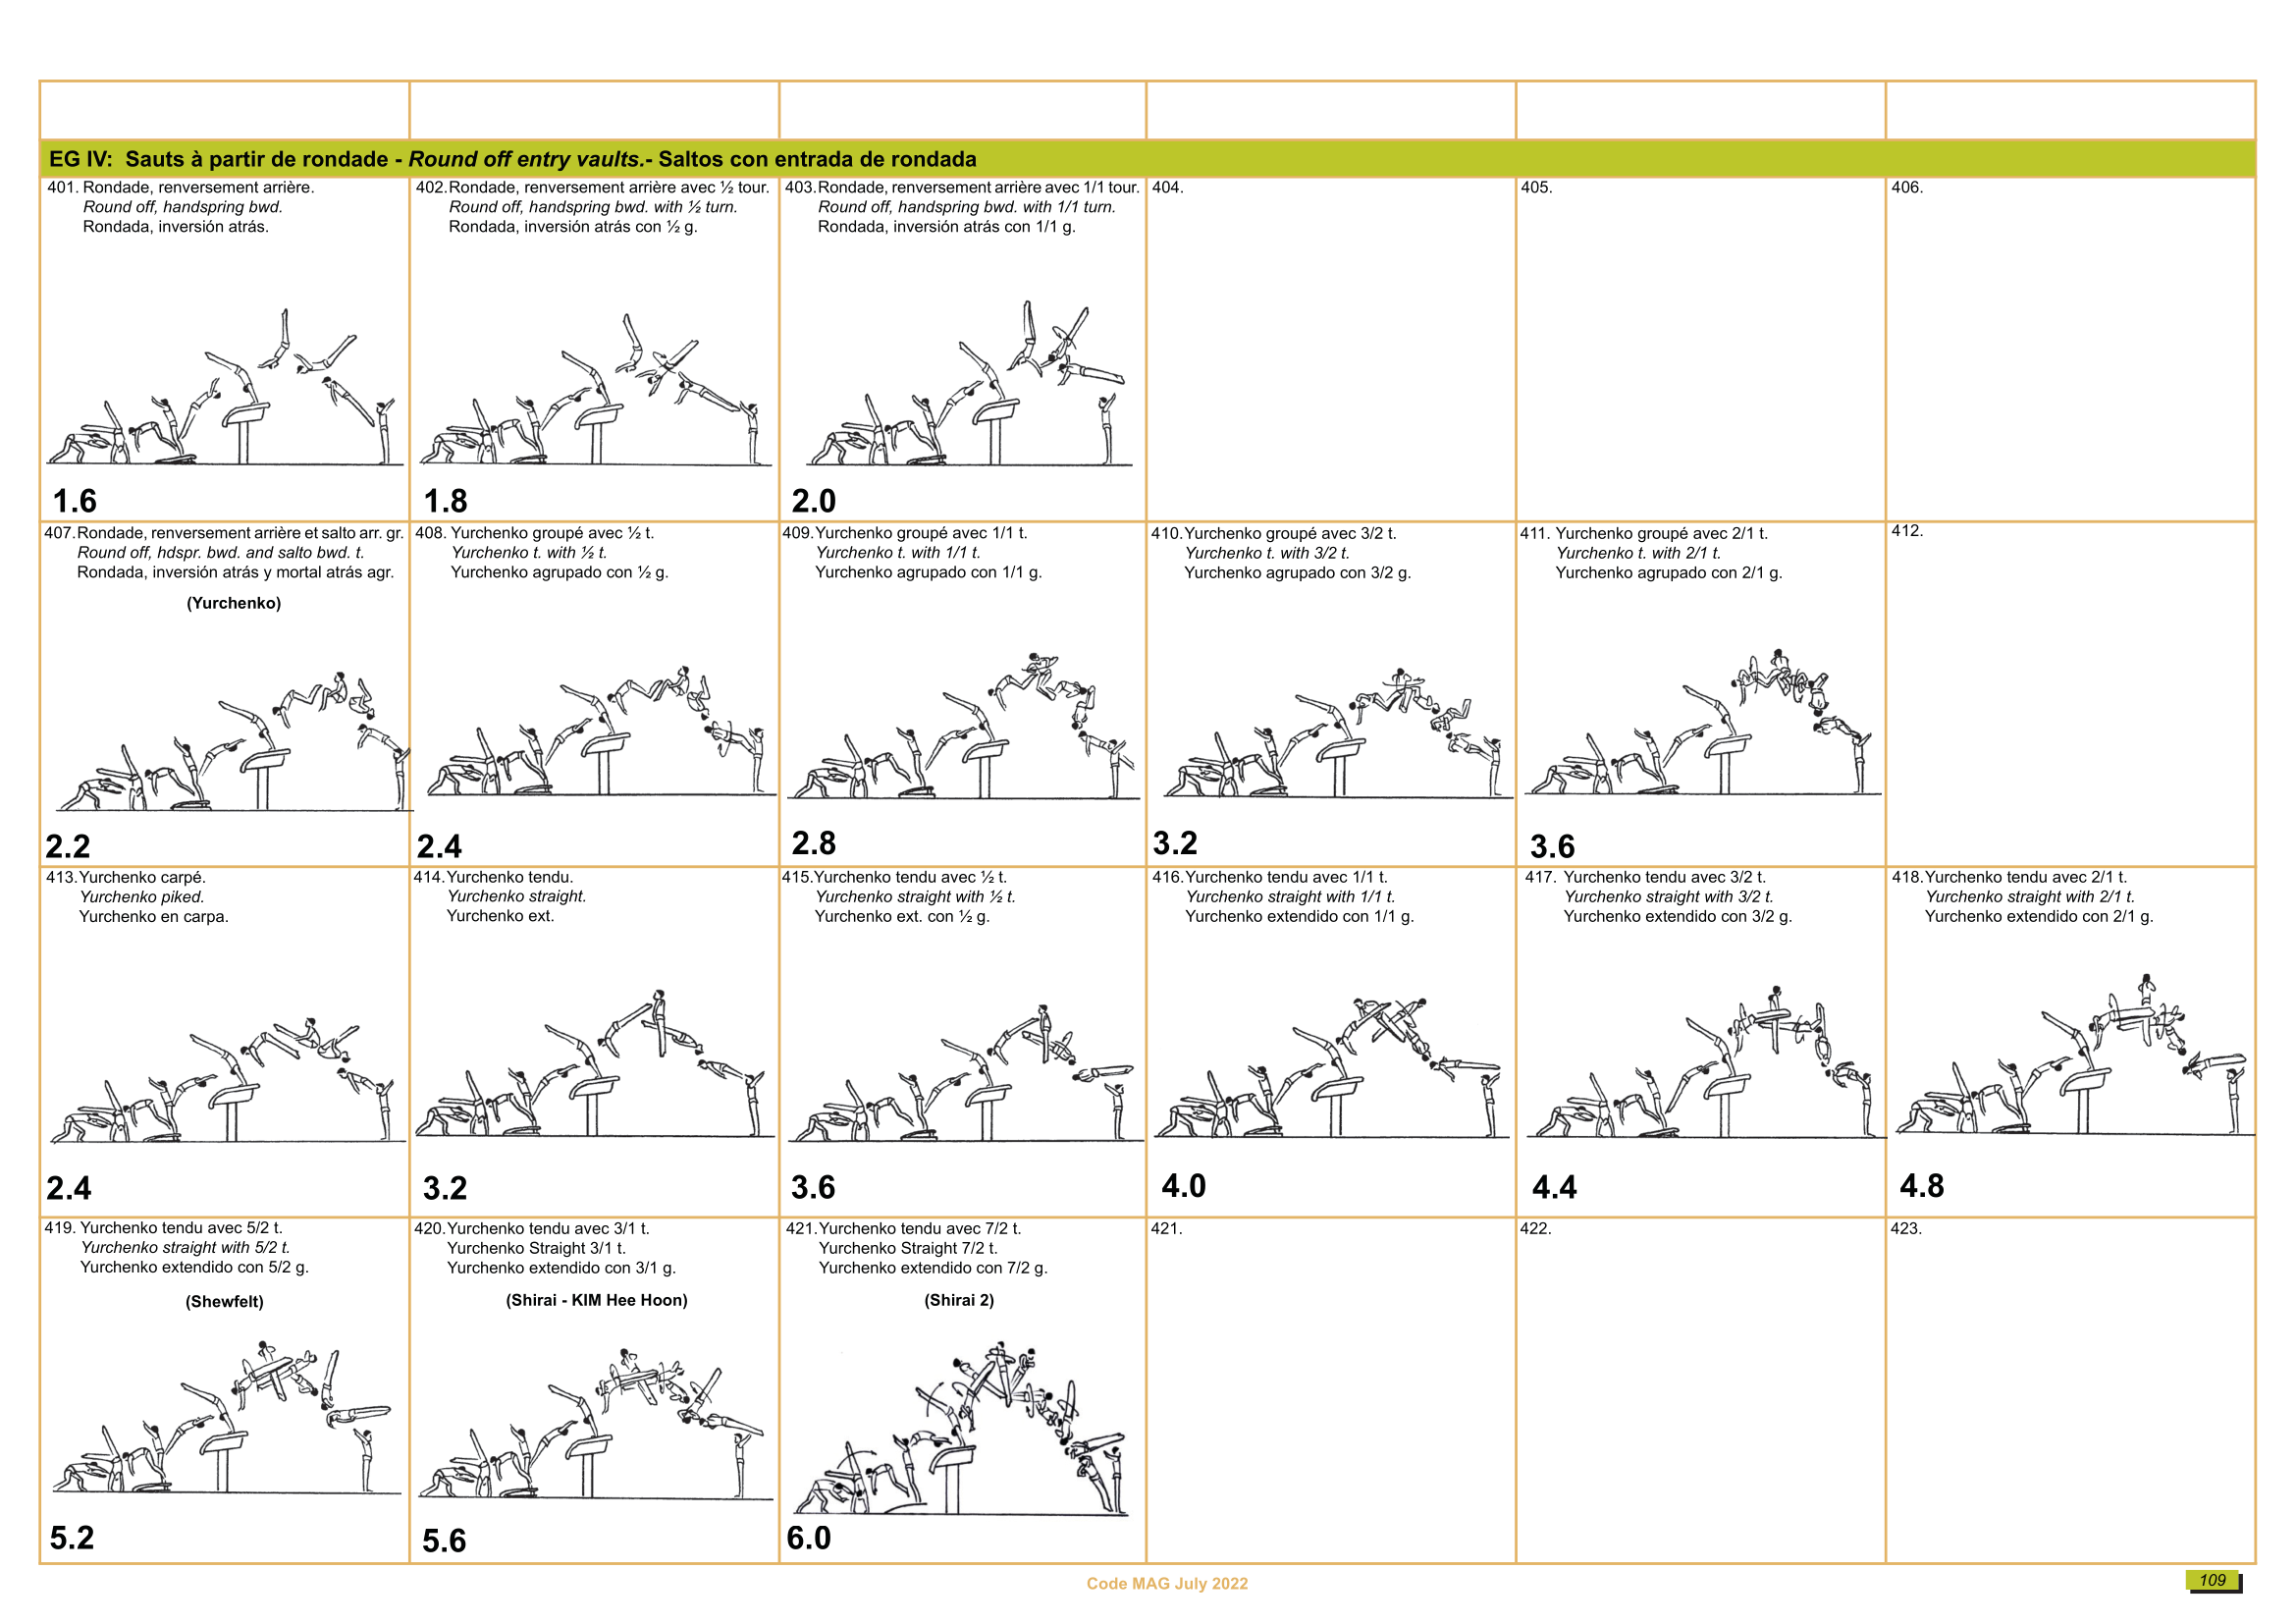 EG IV: Sauts à partir de rondade - Round off entry vaults.- Saltos con entrada de rondada
401. Rondade, renversement arrière.
Round off, handspring bwd.
Rondada, inversión atrás.
1.6
402. Rondade, renversement arrière avec ½ tour.
Round off, handspring bwd. with ½ turn.
Rondada, inversión atrás con ½ g.
1.8
403. Rondade, renversement arrière avec 1/1 tour.
Round off, handspring bwd. with 1/1 turn.
Rondada, inversión atrás con 1/1 g.
2.0
404.
405.
406.
407. Rondade, renversement arrière et salto arr. gr.
Round off, hdspr. bwd. and salto bwd. t.
Rondada, inversión atrás y mortal atrás agr.
(Yurchenko)
2.2
408. Yurchenko groupé avec ½ t.
Yurchenko t. with ½ t.
Yurchenko agrupado con ½ g.
2.4
409. Yurchenko groupé avec 1/1 t.
Yurchenko t. with 1/1 t.
Yurchenko agrupado con 1/1 g.
2.8
410. Yurchenko groupé avec 3/2 t.
Yurchenko t. with 3/2 t.
Yurchenko agrupado con 3/2 g.
3.2
411. Yurchenko groupé avec 2/1 t.
Yurchenko t. with 2/1 t.
Yurchenko agrupado con 2/1 g.
3.6
412.
413. Yurchenko carpé.
Yurchenko piked.
Yurchenko en carpa.
2.4
414. Yurchenko tendu.
Yurchenko straight.
Yurchenko ext.
3.2
415. Yurchenko tendu avec ½ t.
Yurchenko straight with ½ t.
Yurchenko ext. con ½ g.
3.6
416. Yurchenko tendu avec 1/1 t.
Yurchenko straight with 1/1 t.
Yurchenko extendido con 1/1 g.
4.0
417. Yurchenko tendu avec 3/2 t.
Yurchenko straight with 3/2 t.
Yurchenko extendido con 3/2 g.
4.4
418. Yurchenko tendu avec 2/1 t.
Yurchenko straight with 2/1 t.
Yurchenko extendido con 2/1 g.
4.8
419. Yurchenko tendu avec 5/2 t.
Yurchenko straight with 5/2 t.
Yurchenko extendido con 5/2 g.
(Shewfelt)
5.2
420. Yurchenko tendu avec 3/1 t.
Yurchenko Straight 3/1 t.
Yurchenko extendido con 3/1 g.
(Shirai - KIM Hee Hoon)
5.6
421. Yurchenko tendu avec 7/2 t.
Yurchenko Straight 7/2 t.
Yurchenko extendido con 7/2 g.
(Shirai 2)
6.0
421.
422.
423.
Code MAG July 2022
109